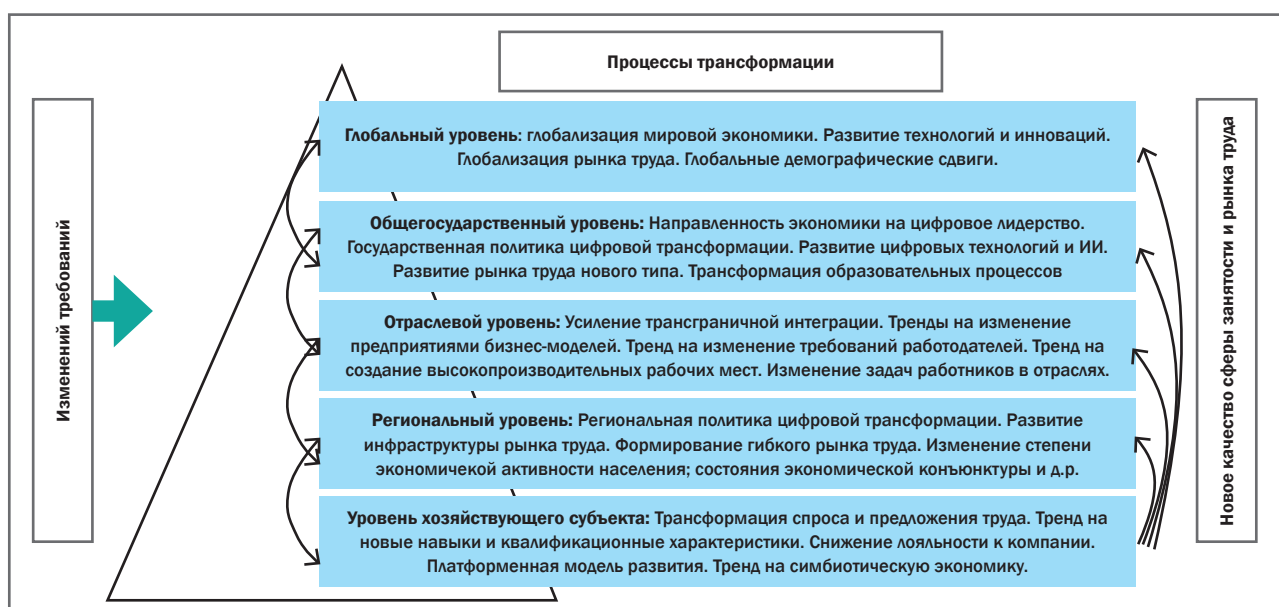 Процессы трансформации
Изменений требований
Глобальный уровень: глобализация мировой экономики. Развитие технологий и инноваций.
Глобализация рынка труда. Глобальные демографические сдвиги.
Общегосударственный уровень: Направленность экономики на цифровое лидерство.
Государственная политика цифровой трансформации. Развитие цифровых технологий и ИИ.
Развитие рынка труда нового типа. Трансформация образовательных процессов
Отраслевой уровень: Усиление трансграничной интеграции. Тренды на изменение
предприятиями бизнес-моделей. Тренд на изменение требований работодателей. Тренд на
создание высокопроизводительных рабочих мест. Изменение задач работников в отраслях.
Региональный уровень: Региональная политика цифровой трансформации. Развитие
инфраструктуры рынка труда. Формирование гибкого рынка труда. Изменение степени
экономичекой активности населения; состояния экономической конъюнктуры и д.р.
Уровень хозяйствующего субъекта: Трансформация спроса и предложения труда. Тренд на
новые навыки и квалификационные характеристики. Снижение лояльности к компании.
Платформенная модель развития. Тренд на симбиотическую экономику.
Новое качество сферы занятости и рынка труда